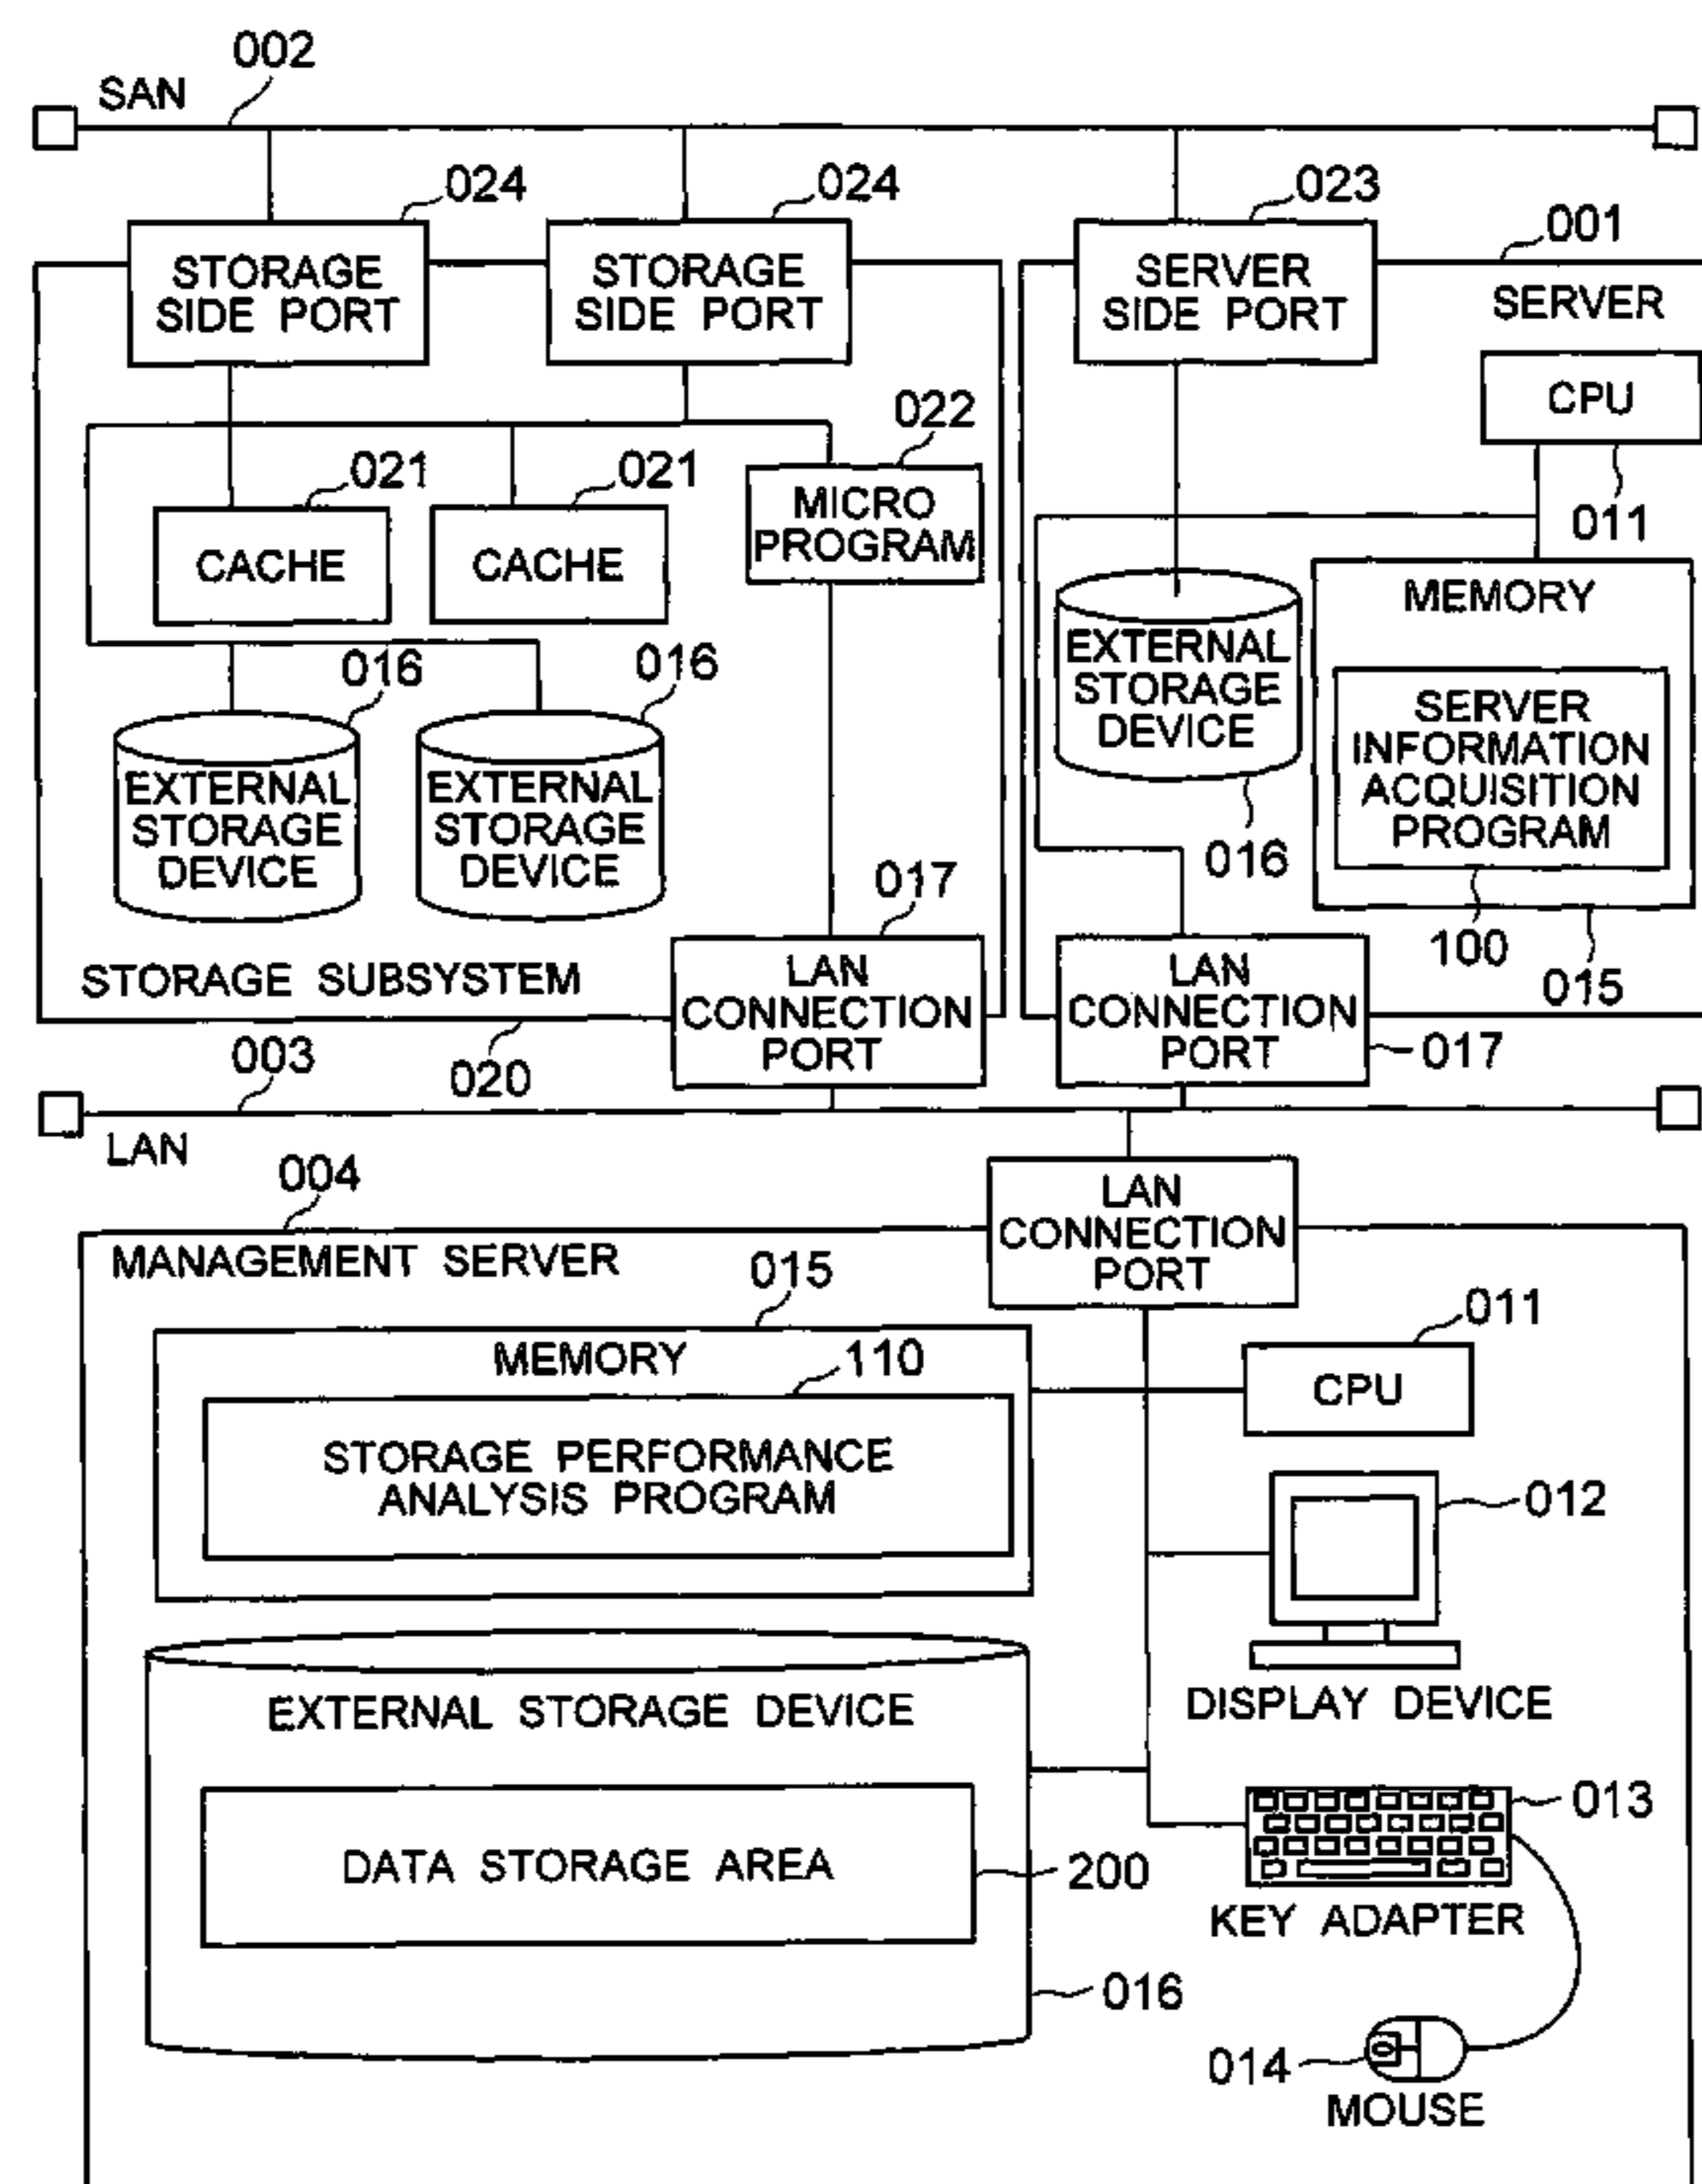 002
SAN
024
024
023
001
STORAGE
SIDE PORT
STORAGE
SIDE PORT
SERVER
SIDE PORT
SERVER
CPU
011
022
021
021
MICRO
PROGRAM
CACHE
CACHE
MEMORY
016
016
EXTERNAL
STORAGE
DEVICE
EXTERNAL
STORAGE
DEVICE
EXTERNAL
STORAGE
DEVICE
016
SERVER
INFORMATION
ACQUISITION
PROGRAM
100
015
017
STORAGE SUBSYSTEM
LAN
CONNECTION
PORT
LAN
CONNECTION
PORT
017
003
020
LAN
004
LAN
CONNECTION
PORT
MANAGEMENT SERVER
015
011
MEMORY
110
CPU
STORAGE PERFORMANCE
ANALYSIS PROGRAM
012
DISPLAY DEVICE
EXTERNAL STORAGE DEVICE
013
DATA STORAGE AREA
200
KEY ADAPTER
016
014
MOUSE